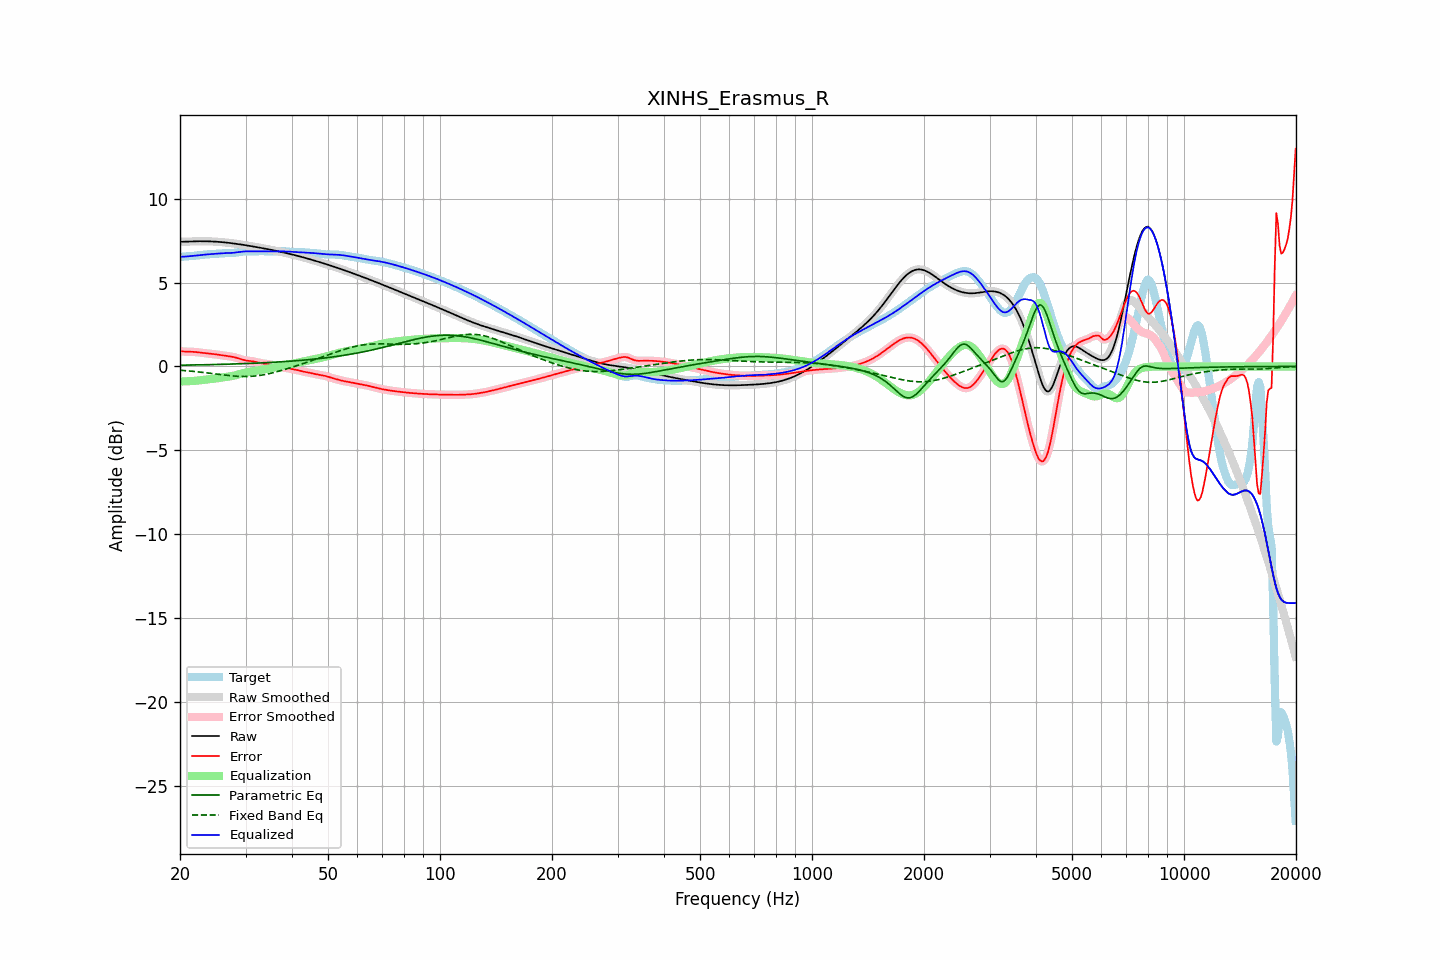 XINHS_Erasmus_R
Amplitude (dBr)
10
5
0
−5
−10
−15
−20
−25
Target
Raw Smoothed
Error Smoothed
Raw
Error
Equalization
Parametric Eq
Fixed Band Eq
Equalized
20 50 100 200 500 1000 2000 5000 10000 20000
Frequency (Hz)